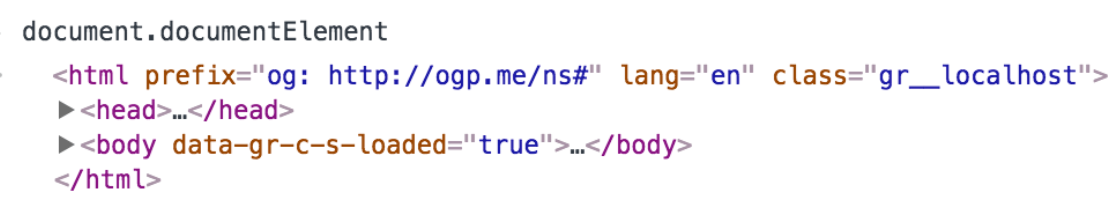 document.documentElement
<html prefix="og: http://ogp.me/ns#" lang="en" class="gr__localhost">
▶<head>…</head>
▶<body data-gr-c-s-loaded="true">…</body>
</html>